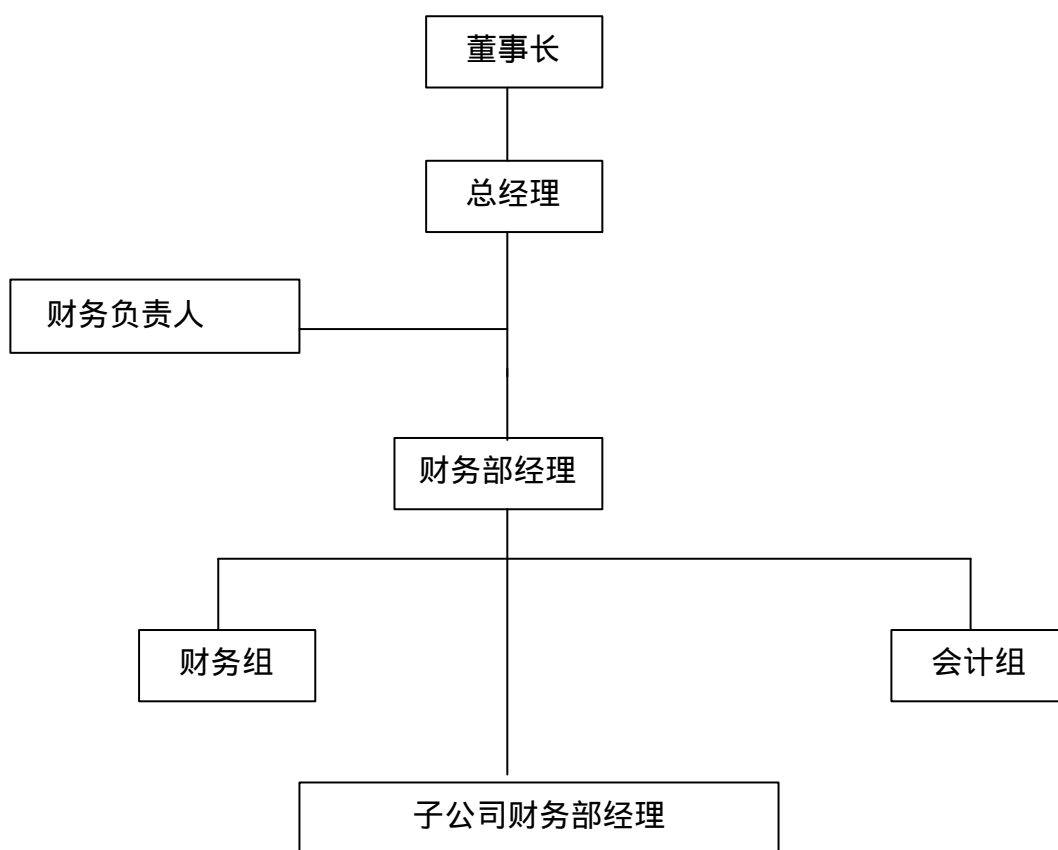 董事长
总经理
财务负责人
财务部经理
财务组
会计组
子公司财务部经理